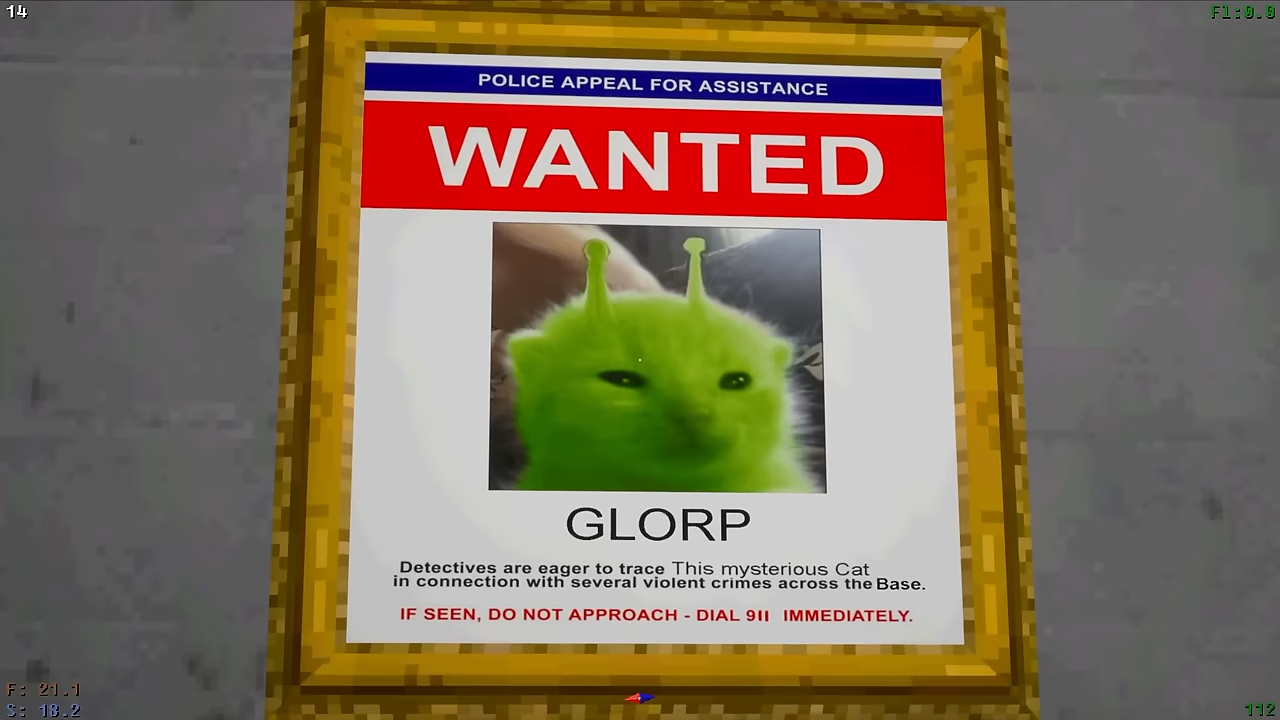 14
F1:0.0
POLICE APPEAL FOR ASSISTANCE
WANTED
GLORP
Detectives are eager to trace This mysterious Cat
in connection with several violent crimes across the Base.
IF SEEN, DO NOT APPROACH - DIAL 911 IMMEDIATELY.
F: 21.1
S: 18.2
112